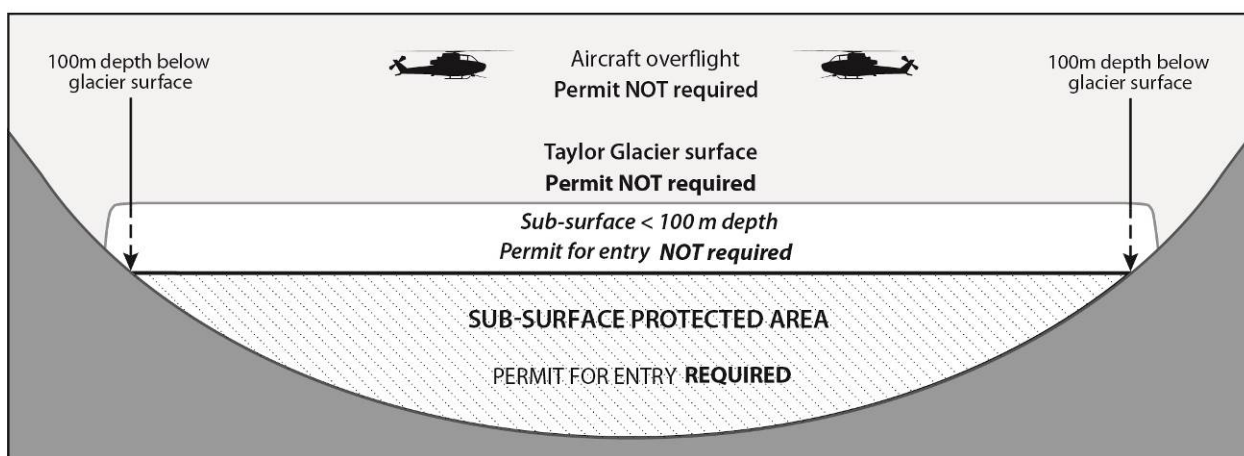 100m depth below
glacier surface
Aircraft overflight
Permit NOT required
100m depth below
glacier surface
Taylor Glacier surface
Permit NOT required
Sub-surface < 100 m depth
Permit for entry NOT required
SUB-SURFACE PROTECTED AREA
PERMIT FOR ENTRY REQUIRED